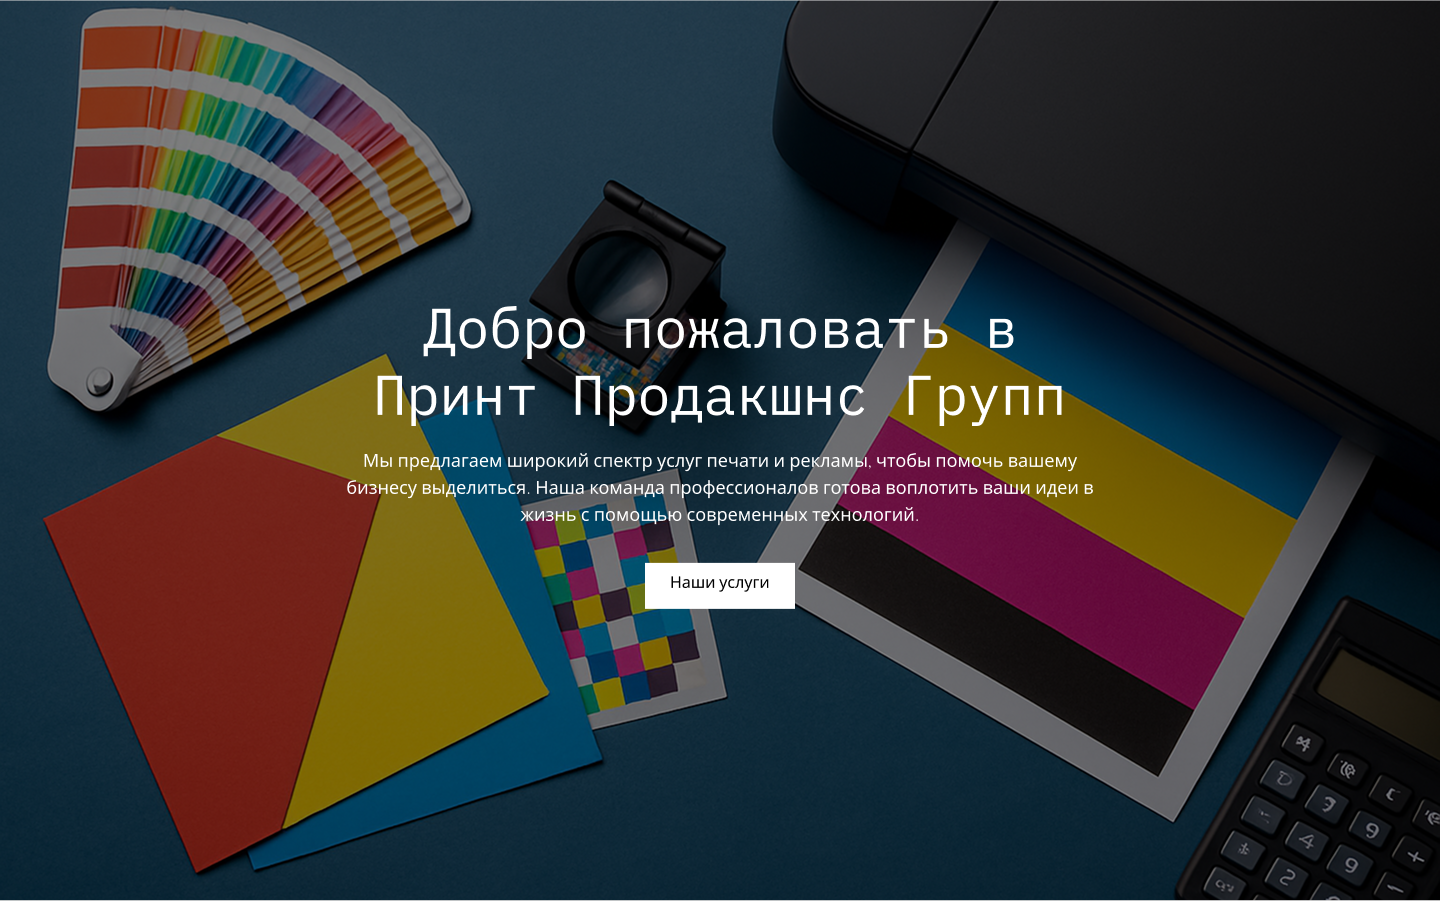 Добро пожаловать в
Принт Продакшнс Групп
Мы предлагаем широкий спектр услуг печати и рекламы, чтобы помочь вашему
бизнесу выделиться. Наша команда профессионалов готова воплотить ваши идеи в
жизнь с помощью современных технологий.
Наши услуги